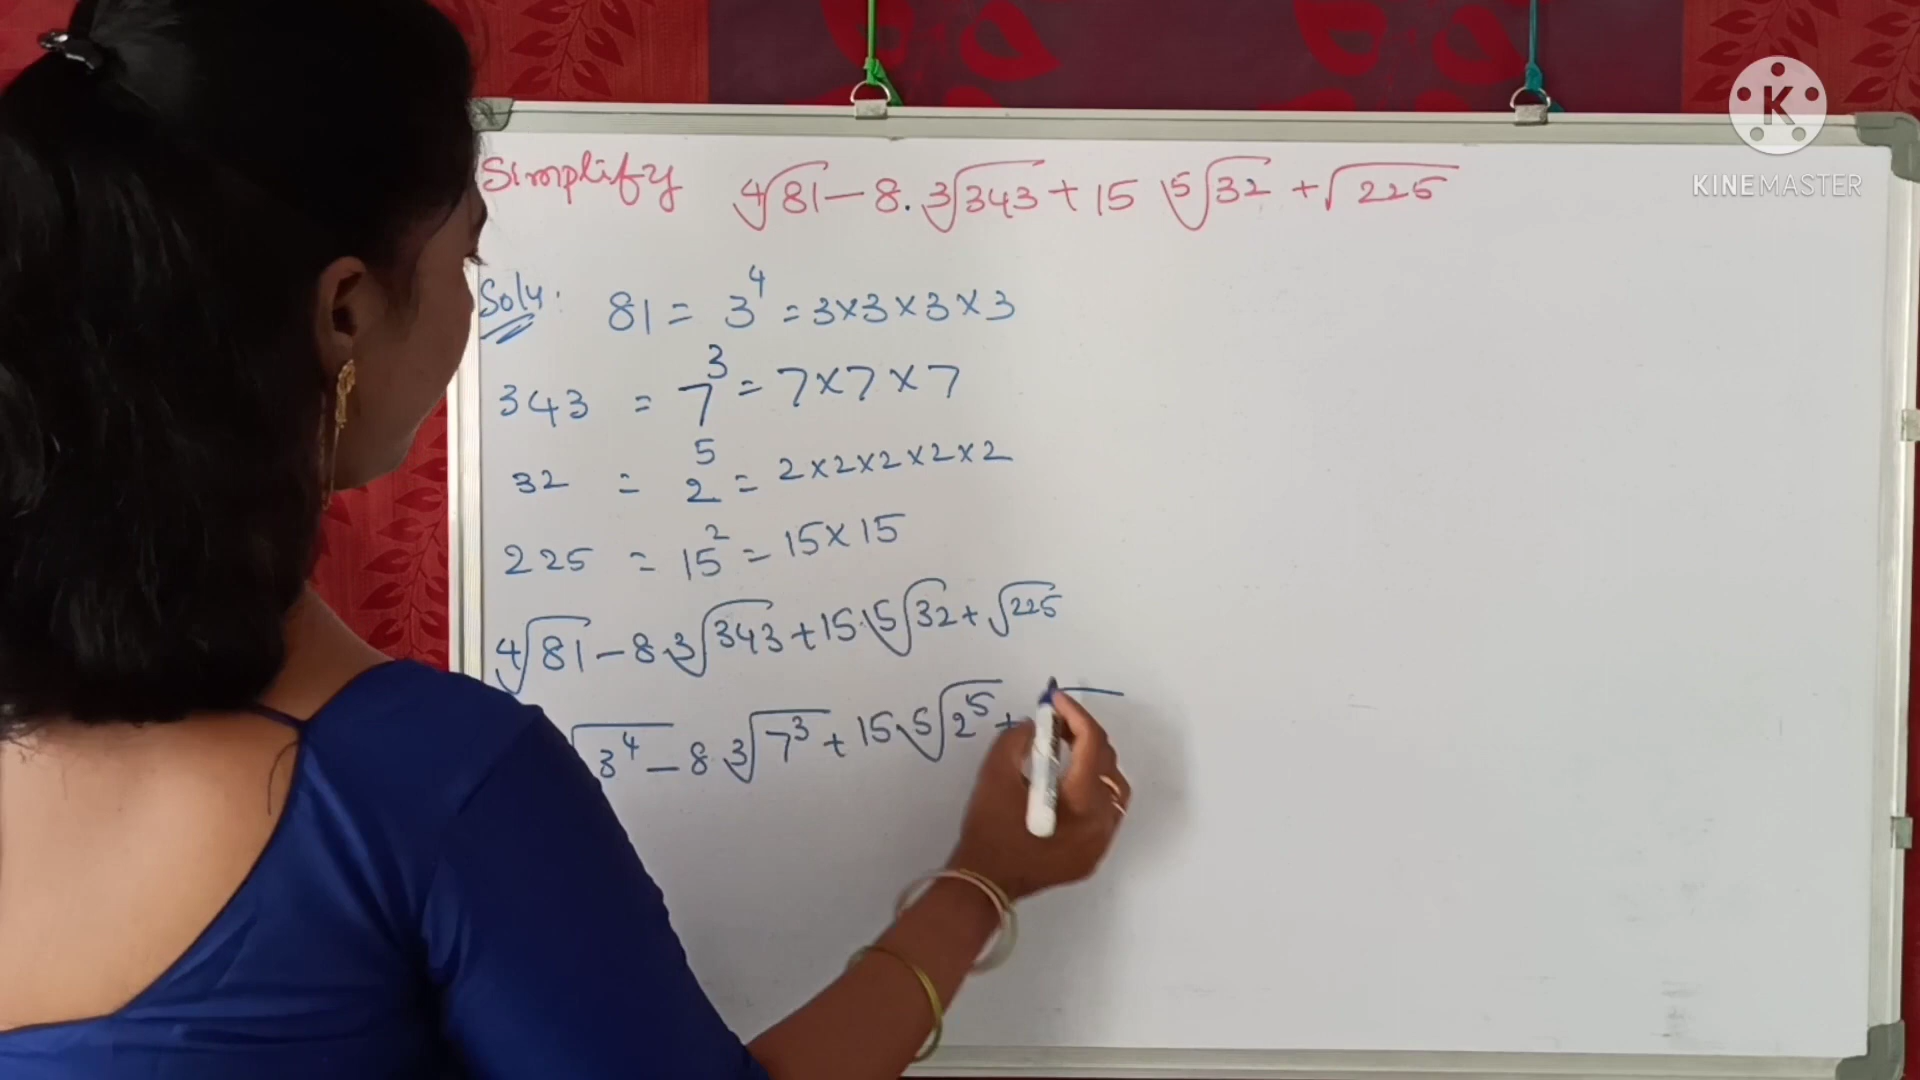 Simplify ⁴√81 - 8. ³√343 + 15 ⁵√32 + √225
K
KINEMASTER
Soln: 81 = 3⁴ = 3×3×3×3
343 = 7³ = 7×7×7
32 = 2⁵ = 2×2×2×2×2
225 = 15² = 15×15
⁴√81 - 8.³√343 + 15.⁵√32 + √225
√3⁴ - 8.³√7³ + 15.⁵√2⁵ +